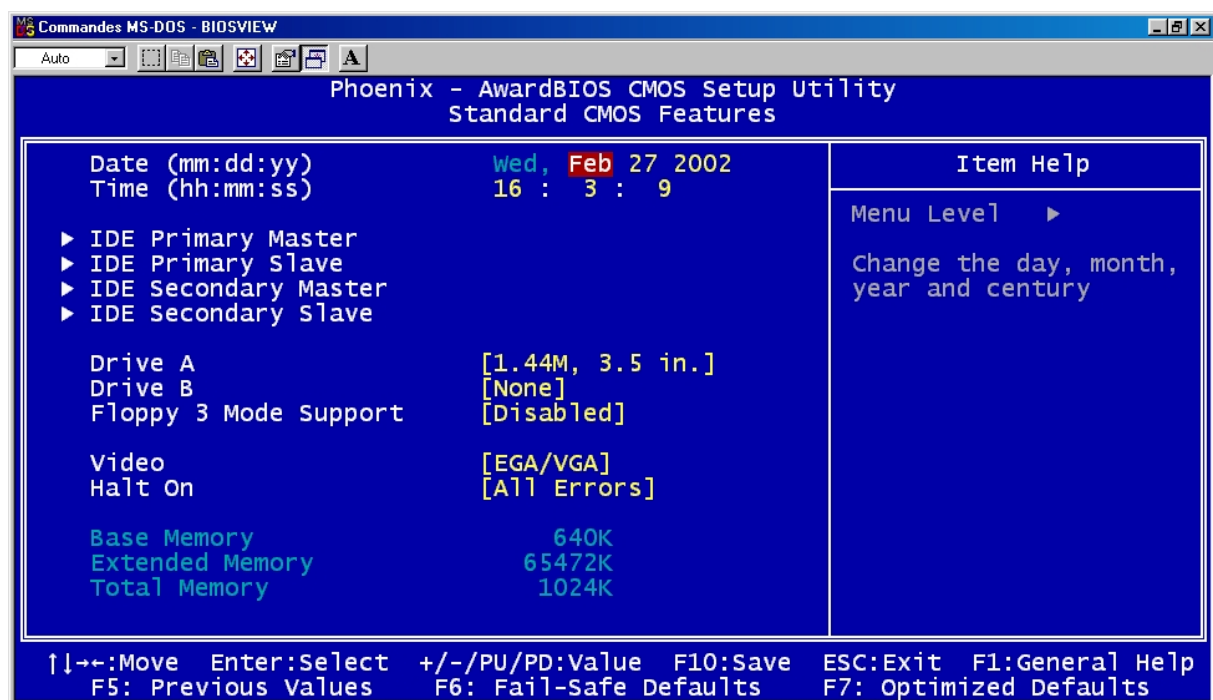 Commandes MS-DOS - BIOSVIEW
Auto
A
Phoenix - AwardBIOS CMOS Setup Utility
Standard CMOS Features
Date (mm:dd:yy) Wed, Feb 27 2002
Time (hh:mm:ss) 16 : 3 : 9
► IDE Primary Master
► IDE Primary Slave
► IDE Secondary Master
► IDE Secondary Slave
Drive A [1.44M, 3.5 in.]
Drive B [None]
Floppy 3 Mode Support [Disabled]
Video [EGA/VGA]
Halt On [All Errors]
Base Memory 640K
Extended Memory 65472K
Total Memory 1024K
Item Help
Menu Level ►
Change the day, month,
year and century
↑↓→←:Move Enter:Select +/-/PU/PD:Value F10:Save ESC:Exit F1:General Help
F5: Previous Values F6: Fail-Safe Defaults F7: Optimized Defaults